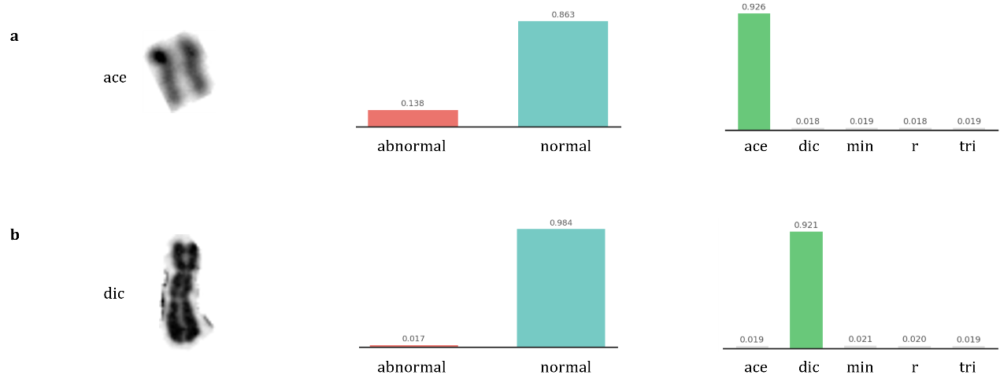 a
ace
0.138
0.863
abnormal normal
0.926
0.018
0.019
0.018
0.019
ace dic min r tri
b
dic
0.017
0.984
abnormal normal
0.019
0.921
0.021
0.020
0.019
ace dic min r tri